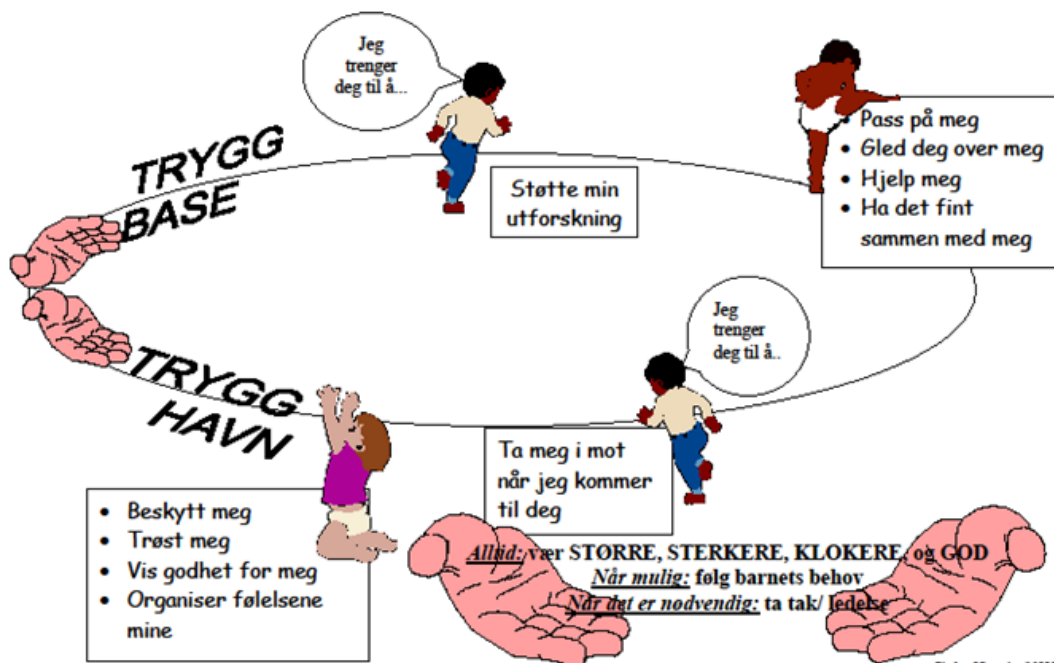 Jeg
trenger
deg til å...
TRYGG
BASE
Støtte min
utforskning
• Pass på meg
• Gled deg over meg
• Hjelp meg
• Ha det fint
sammen med meg
Jeg
trenger
deg til å..
TRYGG
HAVN
Ta meg i mot
når jeg kommer
til deg
• Beskytt meg
• Trøst meg
• Vis godhet for meg
• Organiser følelsene
mine
Alltid: vær STØRRE, STERKERE, KLOKERE, og GOD
Når mulig: følg barnets behov
Når det er nødvendig: ta tak/ ledelse